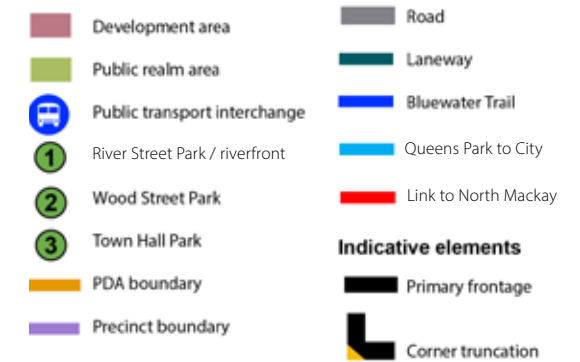 Development area
Public realm area
Public transport interchange
1 River Street Park / riverfront
2 Wood Street Park
3 Town Hall Park
PDA boundary
Precinct boundary
Road
Laneway
Bluewater Trail
Queens Park to City
Link to North Mackay
Indicative elements
Primary frontage
Corner truncation